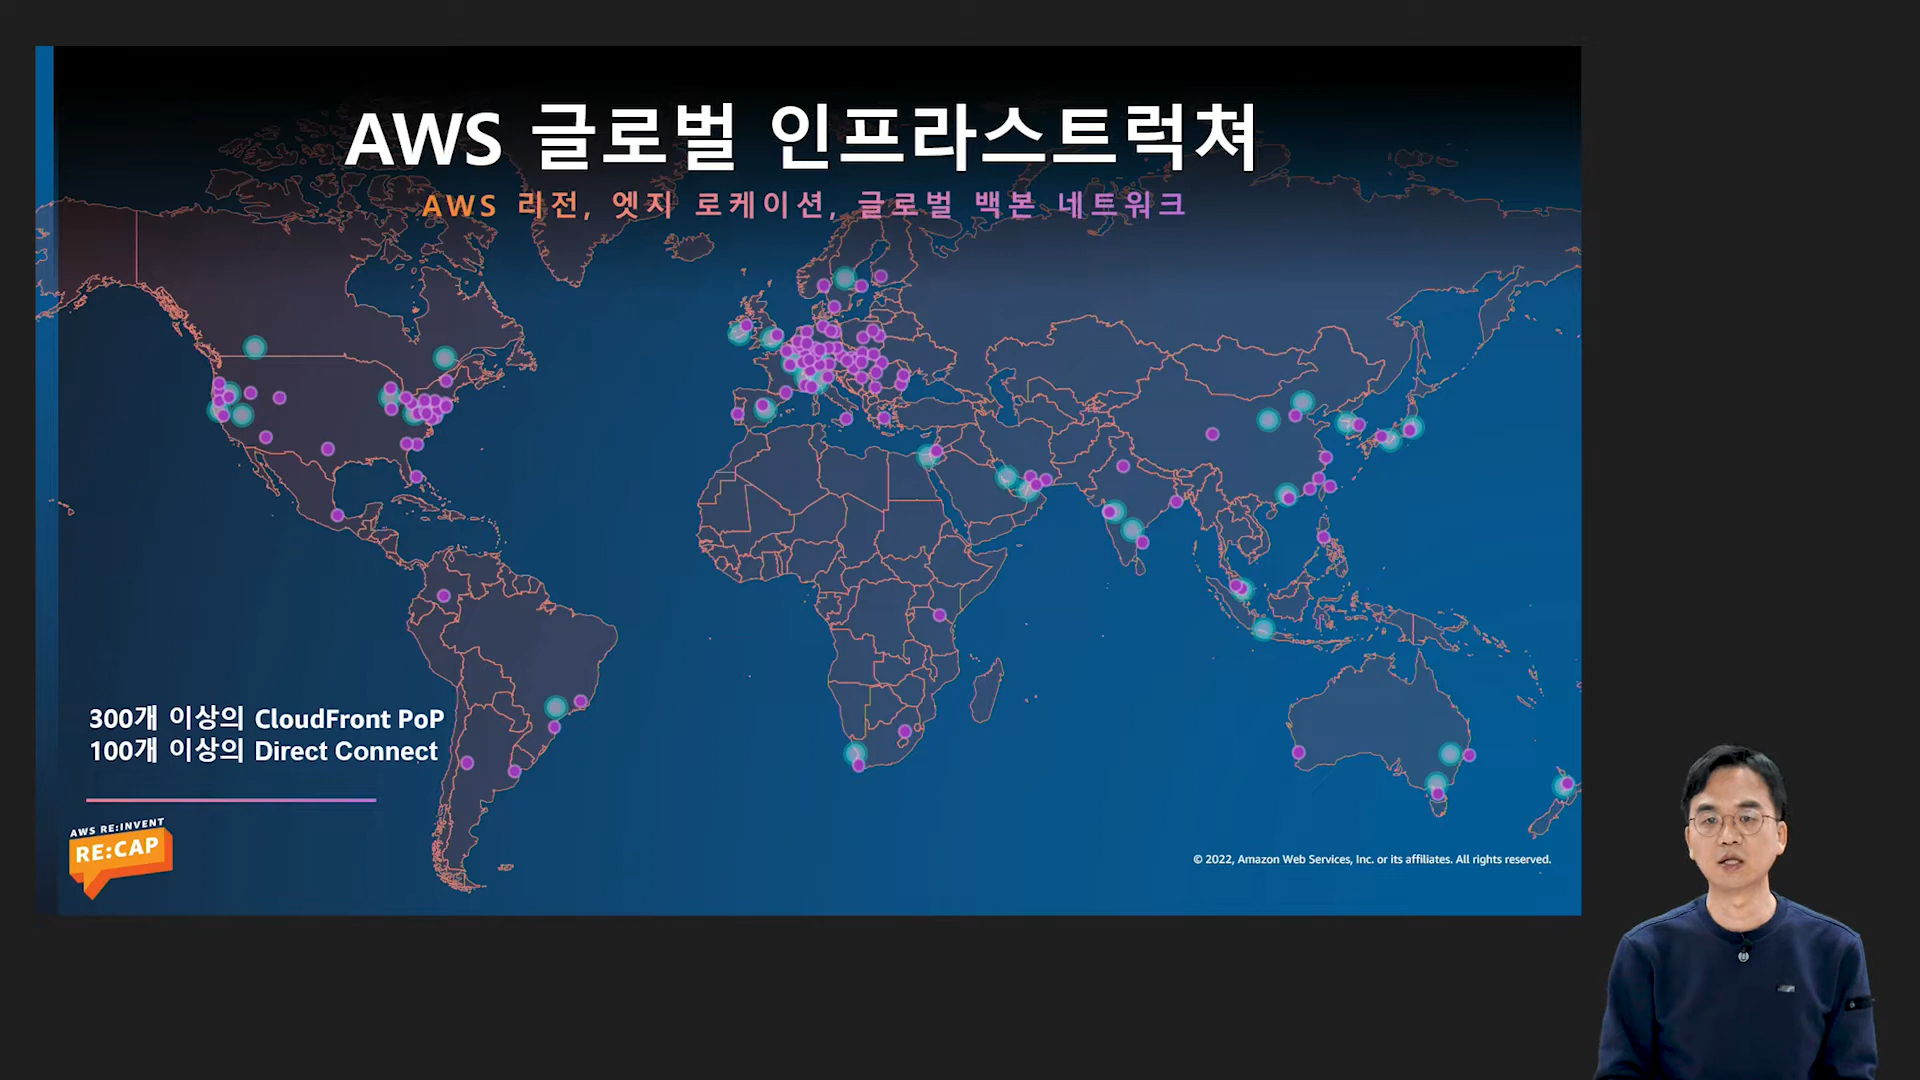 AWS 글로벌 인프라스트럭쳐
AWS 리전, 엣지 로케이션, 글로벌 백본 네트워크
300개 이상의 CloudFront PoP
100개 이상의 Direct Connect
AWS RE:INVENT
RE:CAP
© 2022, Amazon Web Services, Inc. or its affiliates. All rights reserved.